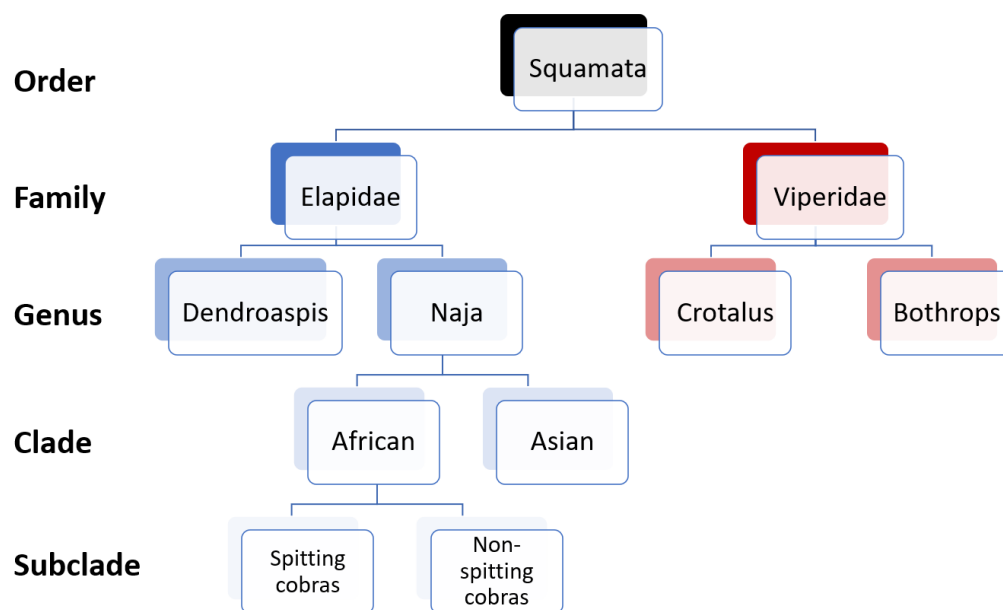 Order
Squamata
Family
Elapidae
Viperidae
Genus
Dendroaspis
Naja
Crotalus
Bothrops
Clade
African
Asian
Subclade
Spitting
cobras
Non-
spitting
cobras